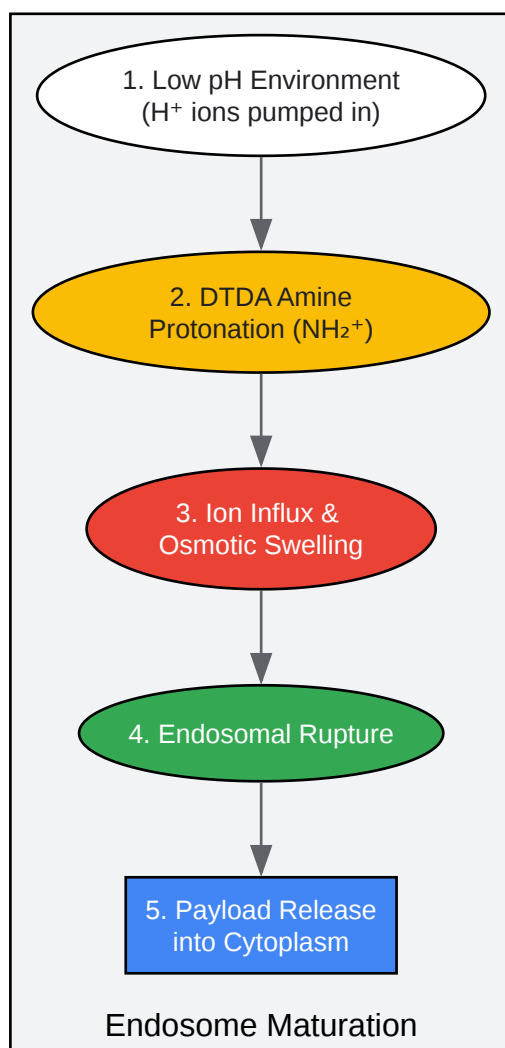 1. Low pH Environment
(H⁺ ions pumped in)
2. DTDA Amine
Protonation (NH₂⁺)
3. Ion Influx &
Osmotic Swelling
4. Endosomal Rupture
5. Payload Release
into Cytoplasm
Endosome Maturation